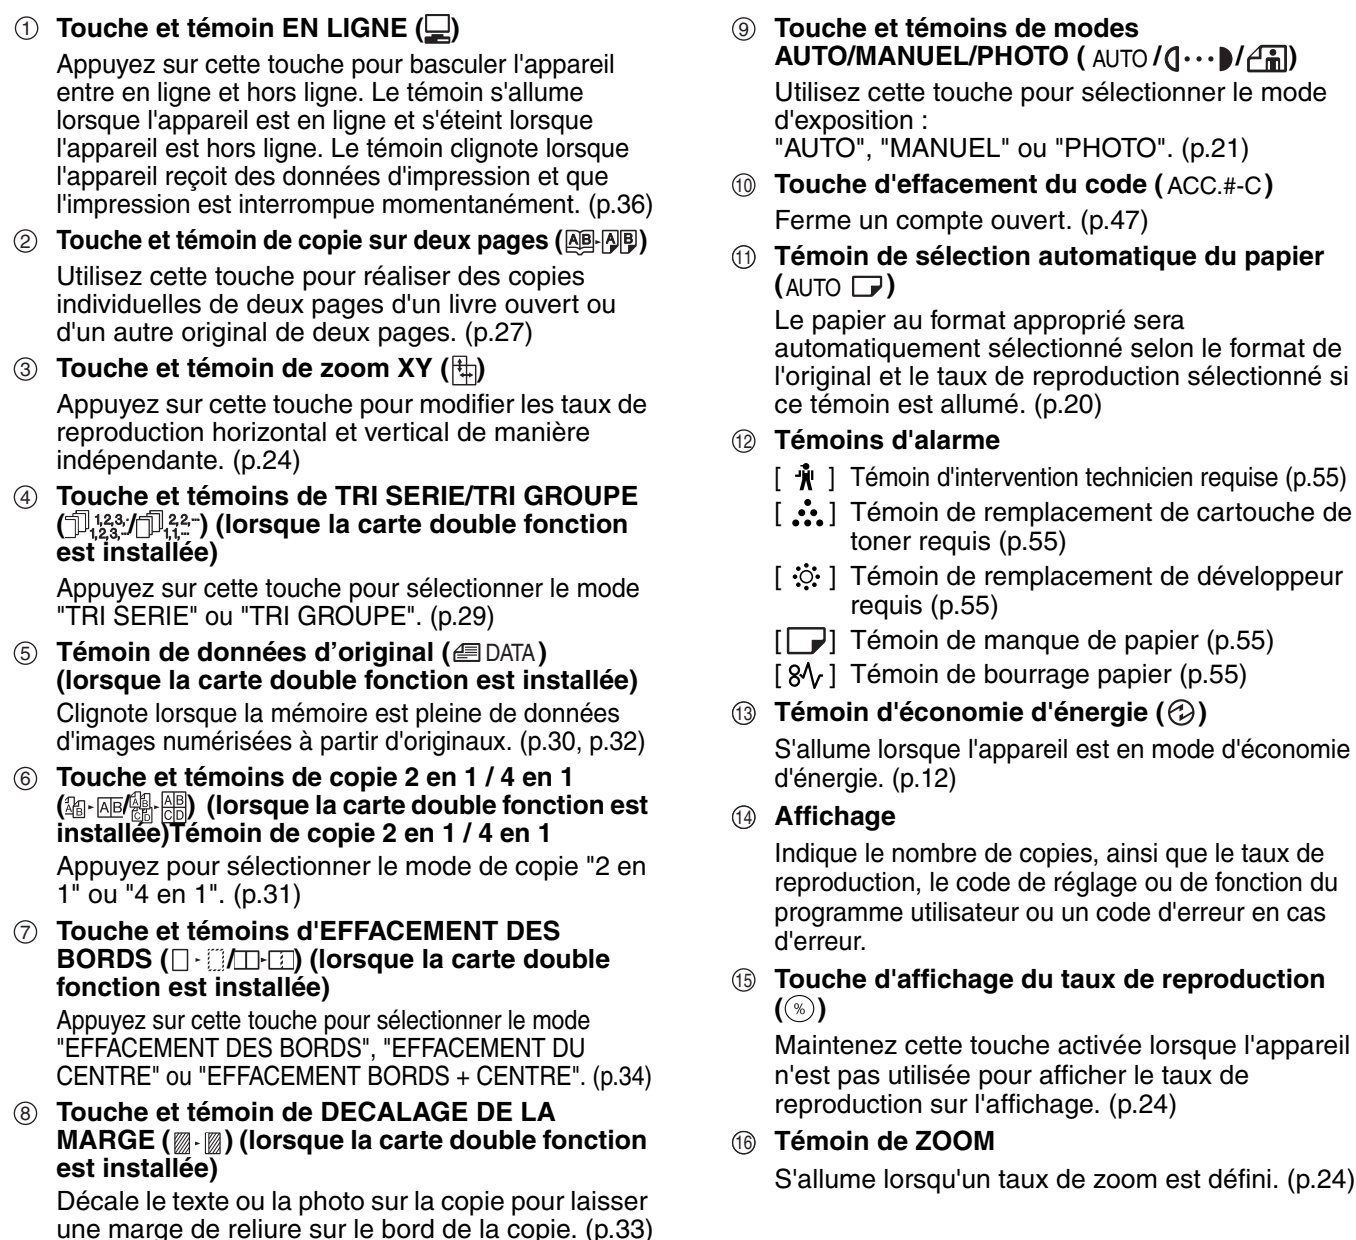 ① Touche et témoin EN LIGNE ()
Appuyez sur cette touche pour basculer l'appareil
entre en ligne et hors ligne. Le témoin s'allume
lorsque l'appareil est en ligne et s'éteint lorsque
l'appareil est hors ligne. Le témoin clignote lorsque
l'appareil reçoit des données d'impression et que
l'impression est interrompue momentanément. (p.36)
② Touche et témoin de copie sur deux pages (AB-AB)
Utilisez cette touche pour réaliser des copies
individuelles de deux pages d'un livre ouvert ou
d'un autre original de deux pages. (p.27)
③ Touche et témoin de zoom XY ()
Appuyez sur cette touche pour modifier les taux de
reproduction horizontal et vertical de manière
indépendante. (p.24)
④ Touche et témoins de TRI SERIE/TRI GROUPE
(1,2,3,··1,2,3,··/2,2,··1,1,··) (lorsque la carte double fonction
est installée)
Appuyez sur cette touche pour sélectionner le mode
"TRI SERIE" ou "TRI GROUPE". (p.29)
⑤ Témoin de données d’original (DATA)
(lorsque la carte double fonction est installée)
Clignote lorsque la mémoire est pleine de données
d'images numérisées à partir d'originaux. (p.30, p.32)
⑥ Touche et témoins de copie 2 en 1 / 4 en 1
(AB-AB/ABCD-ABCD) (lorsque la carte double fonction est
installée)Témoin de copie 2 en 1 / 4 en 1
Appuyez pour sélectionner le mode de copie "2 en
1" ou "4 en 1". (p.31)
⑦ Touche et témoins d'EFFACEMENT DES
BORDS (-/-) (lorsque la carte double
fonction est installée)
Appuyez sur cette touche pour sélectionner le mode
"EFFACEMENT DES BORDS", "EFFACEMENT DU
CENTRE" ou "EFFACEMENT BORDS + CENTRE". (p.34)
⑧ Touche et témoin de DECALAGE DE LA
MARGE (-) (lorsque la carte double fonction
est installée)
Décale le texte ou la photo sur la copie pour laisser
une marge de reliure sur le bord de la copie. (p.33)
⑨ Touche et témoins de modes
AUTO/MANUEL/PHOTO ( AUTO /···/)
Utilisez cette touche pour sélectionner le mode
d'exposition :
"AUTO", "MANUEL" ou "PHOTO". (p.21)
⑩ Touche d'effacement du code (ACC.#-C)
Ferme un compte ouvert. (p.47)
⑪ Témoin de sélection automatique du papier
(AUTO )
Le papier au format approprié sera
automatiquement sélectionné selon le format de
l'original et le taux de reproduction sélectionné si
ce témoin est allumé. (p.20)
⑫ Témoins d'alarme
[ ] Témoin d'intervention technicien requise (p.55)
[ ] Témoin de remplacement de cartouche de
toner requis (p.55)
[ ] Témoin de remplacement de développeur
requis (p.55)
[ ] Témoin de manque de papier (p.55)
[ ] Témoin de bourrage papier (p.55)
⑬ Témoin d'économie d'énergie ()
S'allume lorsque l'appareil est en mode d'économie
d'énergie. (p.12)
⑭ Affichage
Indique le nombre de copies, ainsi que le taux de
reproduction, le code de réglage ou de fonction du
programme utilisateur ou un code d'erreur en cas
d'erreur.
⑮ Touche d'affichage du taux de reproduction
(%)
Maintenez cette touche activée lorsque l'appareil
n'est pas utilisée pour afficher le taux de
reproduction sur l'affichage. (p.24)
⑯ Témoin de ZOOM
S'allume lorsqu'un taux de zoom est défini. (p.24)